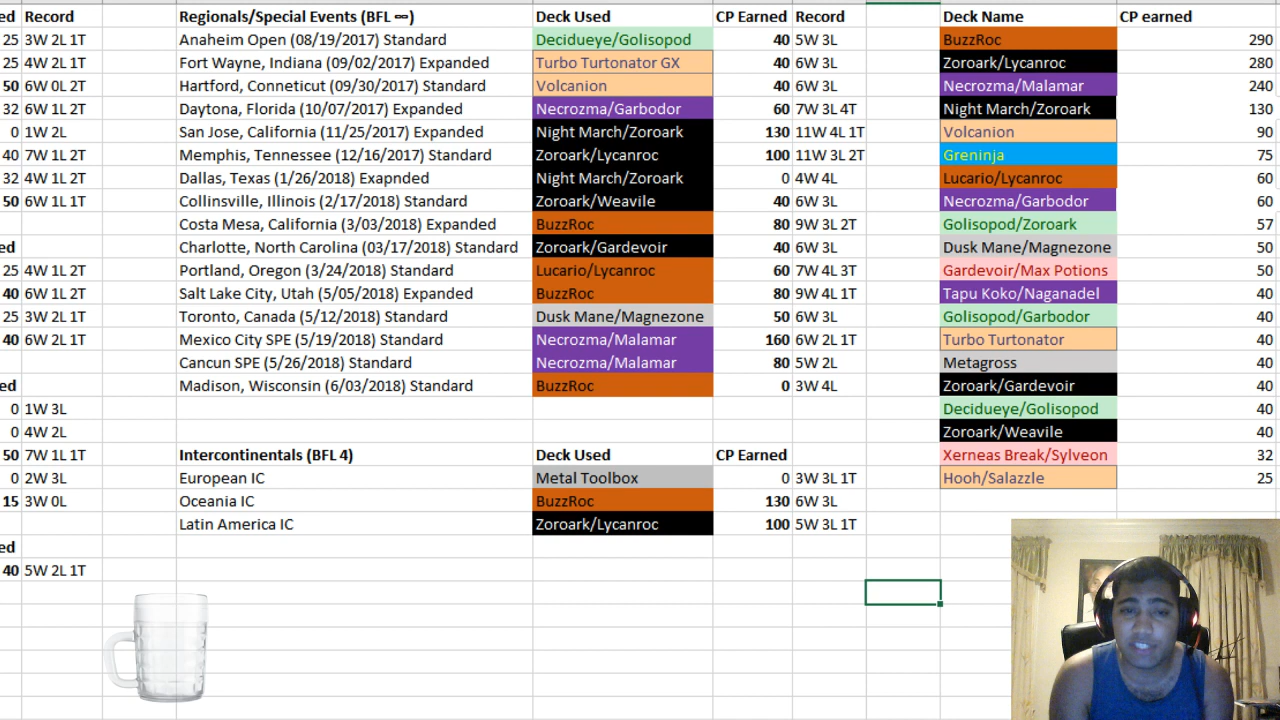 ed Record Regionals/Special Events (BFL ∞) Deck Used CP Earned Record Deck Name CP earned
25 3W 2L 1T Anaheim Open (08/19/2017) Standard Decidueye/Golisopod 40 5W 3L BuzzRoc 290
25 4W 2L 1T Fort Wayne, Indiana (09/02/2017) Expanded Turbo Turtonator GX 40 6W 3L Zoroark/Lycanroc 280
50 6W 0L 2T Hartford, Conneticut (09/30/2017) Standard Volcanion 40 6W 3L Necrozma/Malamar 240
32 6W 1L 2T Daytona, Florida (10/07/2017) Expanded Necrozma/Garbodor 60 7W 3L 4T Night March/Zoroark 130
0 1W 2L San Jose, California (11/25/2017) Expanded Night March/Zoroark 130 11W 4L 1T Volcanion 90
40 7W 1L 2T Memphis, Tennessee (12/16/2017) Standard Zoroark/Lycanroc 100 11W 3L 2T Greninja 75
32 4W 1L 2T Dallas, Texas (1/26/2018) Exapnded Night March/Zoroark 0 4W 4L Lucario/Lycanroc 60
50 6W 1L 1T Collinsville, Illinois (2/17/2018) Standard Zoroark/Weavile 40 6W 3L Necrozma/Garbodor 60
Costa Mesa, California (3/03/2018) Expanded BuzzRoc 80 9W 3L 2T Golisopod/Zoroark 57
ed Charlotte, North Carolina (03/17/2018) Standard Zoroark/Gardevoir 40 6W 3L Dusk Mane/Magnezone 50
25 4W 1L 2T Portland, Oregon (3/24/2018) Standard Lucario/Lycanroc 60 7W 4L 3T Gardevoir/Max Potions 50
40 6W 1L 2T Salt Lake City, Utah (5/05/2018) Expanded BuzzRoc 80 9W 4L 1T Tapu Koko/Naganadel 40
25 3W 2L 1T Toronto, Canada (5/12/2018) Standard Dusk Mane/Magnezone 50 6W 3L Golisopod/Garbodor 40
40 6W 2L 1T Mexico City SPE (5/19/2018) Standard Necrozma/Malamar 160 6W 2L 1T Turbo Turtonator 40
Cancun SPE (5/26/2018) Standard Necrozma/Malamar 80 5W 2L Metagross 40
ed Madison, Wisconsin (6/03/2018) Standard BuzzRoc 0 3W 4L Zoroark/Gardevoir 40
0 1W 3L Decidueye/Golisopod 40
0 4W 2L Zoroark/Weavile 40
50 7W 1L 1T Intercontinentals (BFL 4) Deck Used CP Earned Xerneas Break/Sylveon 32
0 2W 3L European IC Metal Toolbox 0 3W 3L 1T Hooh/Salazzle 25
15 3W 0L Oceania IC BuzzRoc 130 6W 3L
Latin America IC Zoroark/Lycanroc 100 5W 3L 1T
ed
40 5W 2L 1T